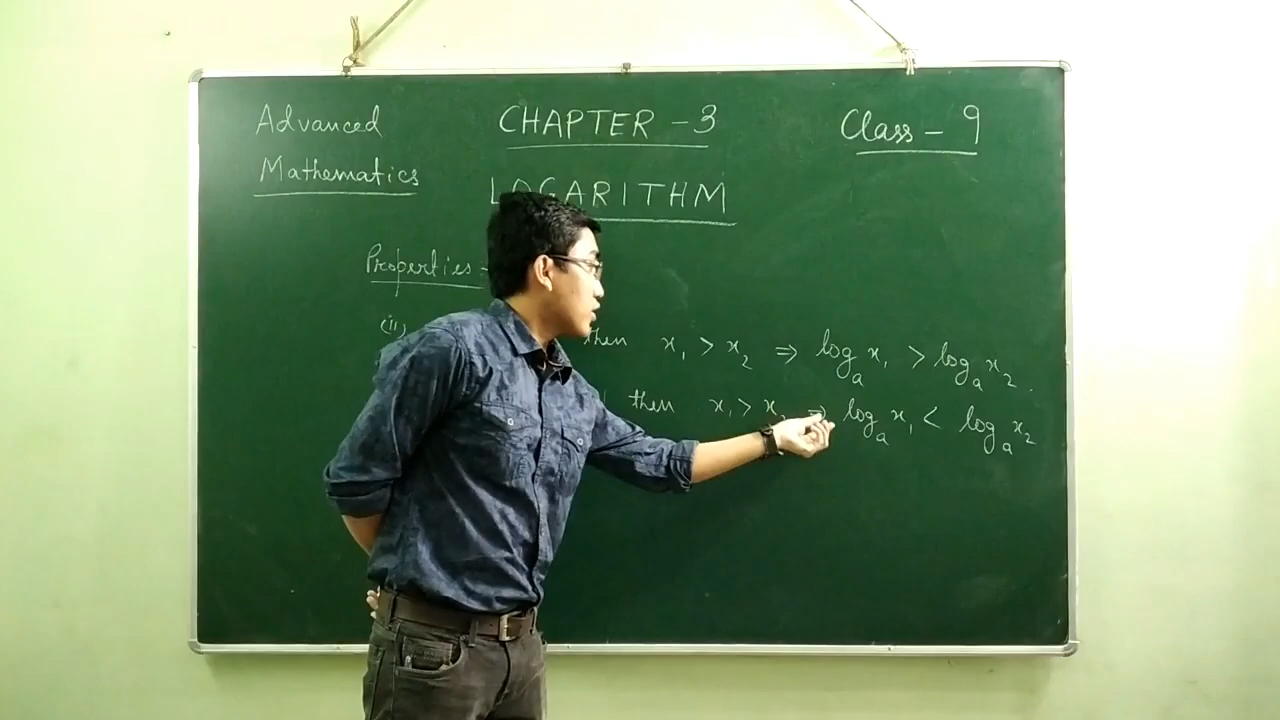 Advanced
Mathematics
CHAPTER - 3
Class - 9
LOGARITHM
Properties -
(ii) then x₁ > x₂ ⇒ logₐ x₁ > logₐ x₂.
then x₁ > x₂ ⇒ logₐ x₁ < logₐ x₂